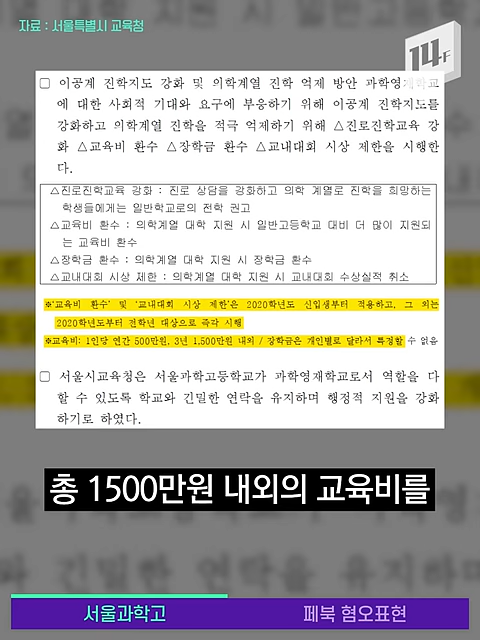 자료 : 서울특별시 교육청
14F
□ 이공계 진학지도 강화 및 의학계열 진학 억제 방안 과학영재학교
에 대한 사회적 기대와 요구에 부응하기 위해 이공계 진학지도를
강화하고 의학계열 진학을 적극 억제하기 위해 △진로진학교육 강
화 △교육비 환수 △장학금 환수 △교내대회 시상 제한을 시행한
다.
△진로진학교육 강화 : 진로 상담을 강화하고 의학 계열로 진학을 희망하는
학생들에게는 일반학교로의 전학 권고
△교육비 환수 : 의학계열 대학 지원 시 일반고등학교 대비 더 많이 지원되
는 교육비 환수
△장학금 환수 : 의학계열 대학 지원 시 장학금 환수
△교내대회 시상 제한 : 의학계열 대학 지원 시 교내대회 수상실적 취소
※'교육비 환수' 및 '교내대회 시상 제한'은 2020학년도 신입생부터 적용하고, 그 외는
2020학년도부터 전학년 대상으로 즉각 시행
※교육비: 1인당 연간 500만원, 3년 1,500만원 내외 / 장학금은 개인별로 달라서 특정할 수 없음
□ 서울시교육청은 서울과학고등학교가 과학영재학교로서 역할을 다
할 수 있도록 학교와 긴밀한 연락을 유지하며 행정적 지원을 강화
하기로 하였다.
총 1500만원 내외의 교육비를
서울과학고
페북 혐오표현